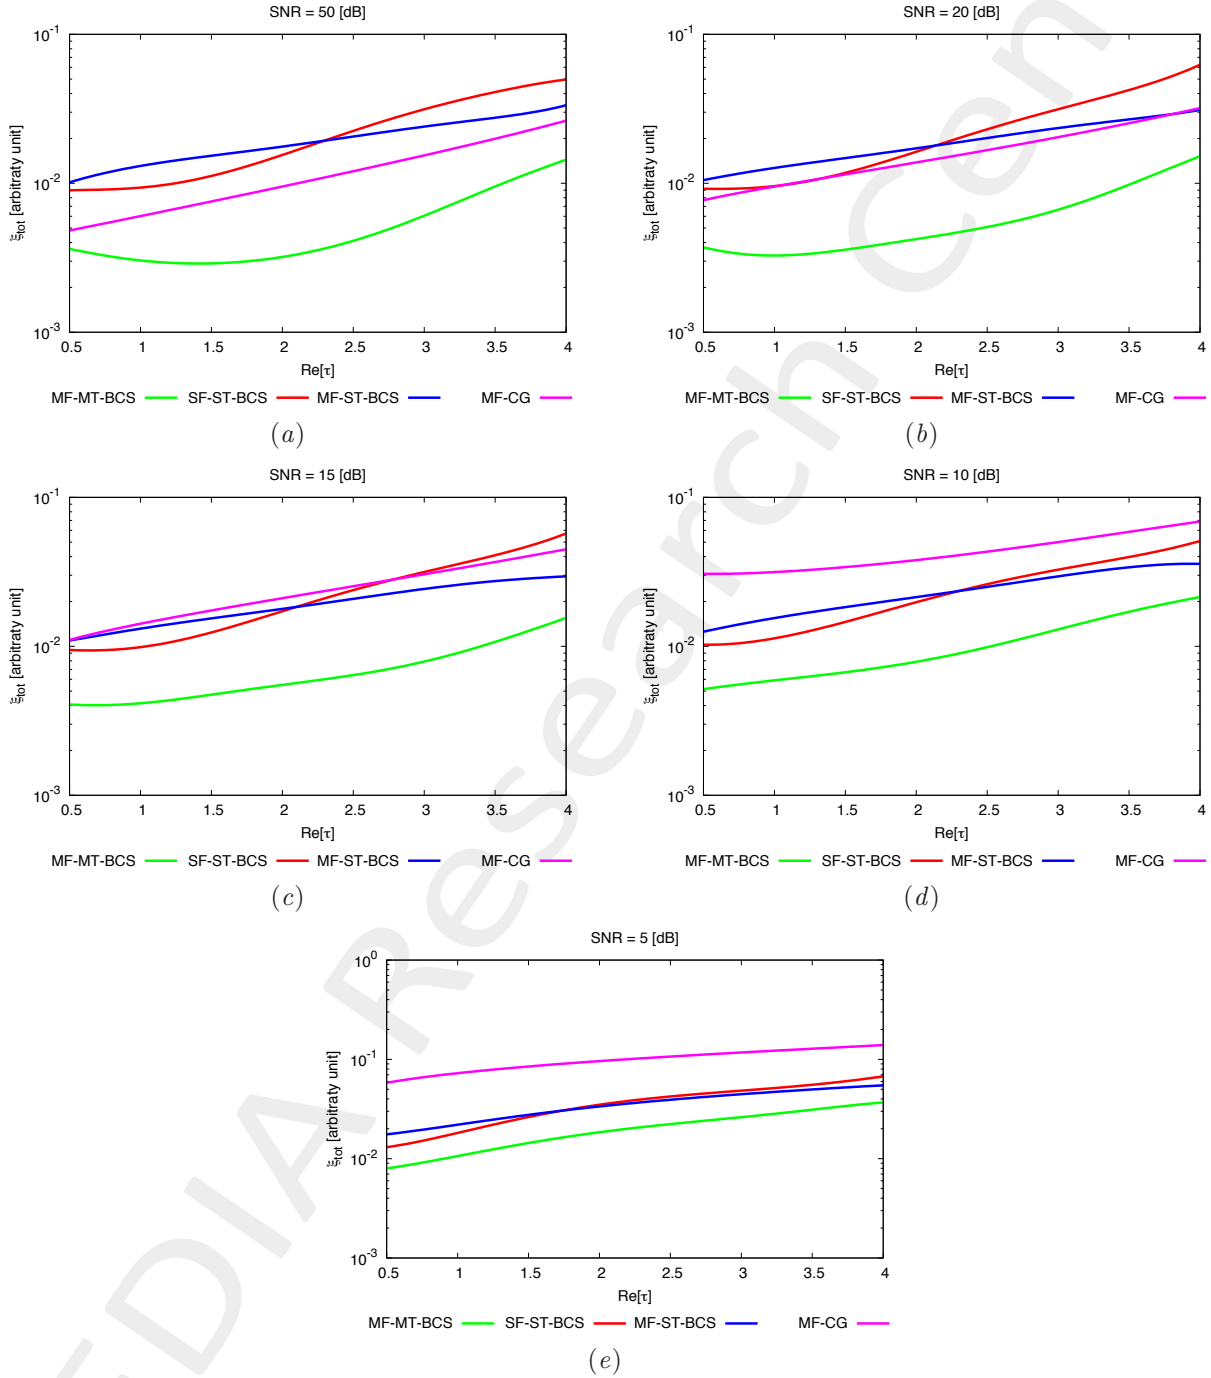 SNR = 50 [dB]
10^-1
10^-2
10^-3
ξtot [arbitraty unit]
0.5 1 1.5 2 2.5 3 3.5 4
Re[τ]
MF-MT-BCS SF-ST-BCS MF-ST-BCS MF-CG
(a)
SNR = 20 [dB]
10^-1
10^-2
10^-3
ξtot [arbitraty unit]
0.5 1 1.5 2 2.5 3 3.5 4
Re[τ]
MF-MT-BCS SF-ST-BCS MF-ST-BCS MF-CG
(b)
SNR = 15 [dB]
10^-1
10^-2
10^-3
ξtot [arbitraty unit]
0.5 1 1.5 2 2.5 3 3.5 4
Re[τ]
MF-MT-BCS SF-ST-BCS MF-ST-BCS MF-CG
(c)
SNR = 10 [dB]
10^-1
10^-2
10^-3
ξtot [arbitraty unit]
0.5 1 1.5 2 2.5 3 3.5 4
Re[τ]
MF-MT-BCS SF-ST-BCS MF-ST-BCS MF-CG
(d)
SNR = 5 [dB]
10^0
10^-1
10^-2
10^-3
ξtot [arbitraty unit]
0.5 1 1.5 2 2.5 3 3.5 4
Re[τ]
MF-MT-BCS SF-ST-BCS MF-ST-BCS MF-CG
(e)
EDIA Research Cen